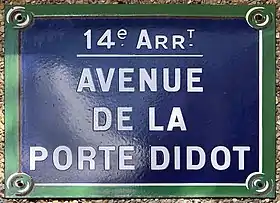 14e ARRT
AVENUE
DE LA
PORTE DIDOT